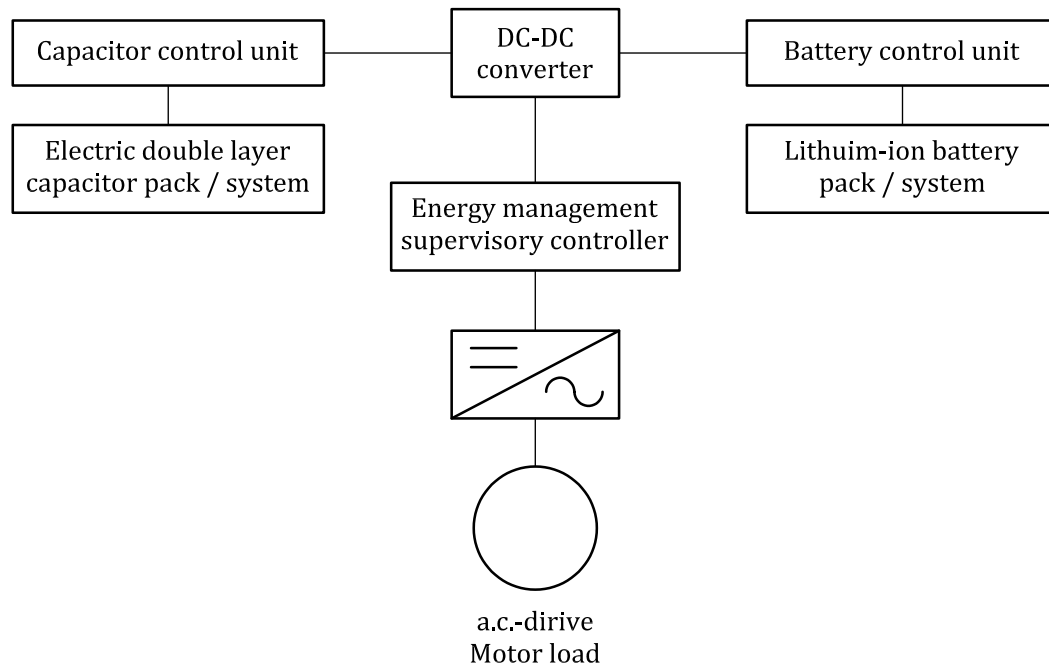 Capacitor control unit
DC-DC
converter
Battery control unit
Electric double layer
capacitor pack / system
Lithuim-ion battery
pack / system
Energy management
supervisory controller
a.c.-dirive
Motor load